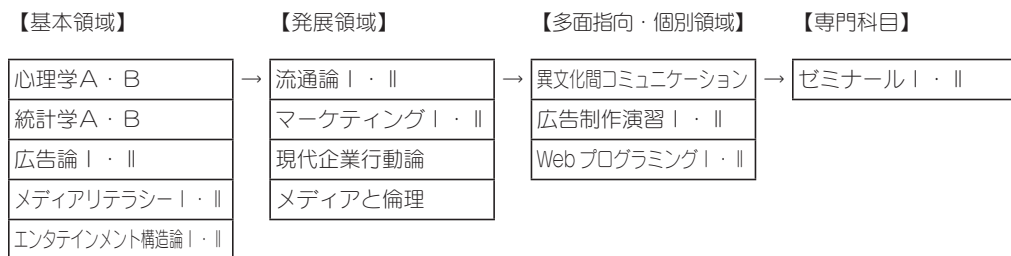 【基本領域】 【発展領域】 【多面指向・個別領域】 【専門科目】
心理学A・B → 流通論Ⅰ・Ⅱ → 異文化間コミュニケーション → ゼミナールⅠ・Ⅱ
統計学A・B マーケティングⅠ・Ⅱ 広告制作演習Ⅰ・Ⅱ
広告論Ⅰ・Ⅱ 現代企業行動論 Webプログラミングⅰ・Ⅱ
メディアリテラシーⅠ・Ⅱ メディアと倫理
エンタテインメント構造論Ⅰ・Ⅱ